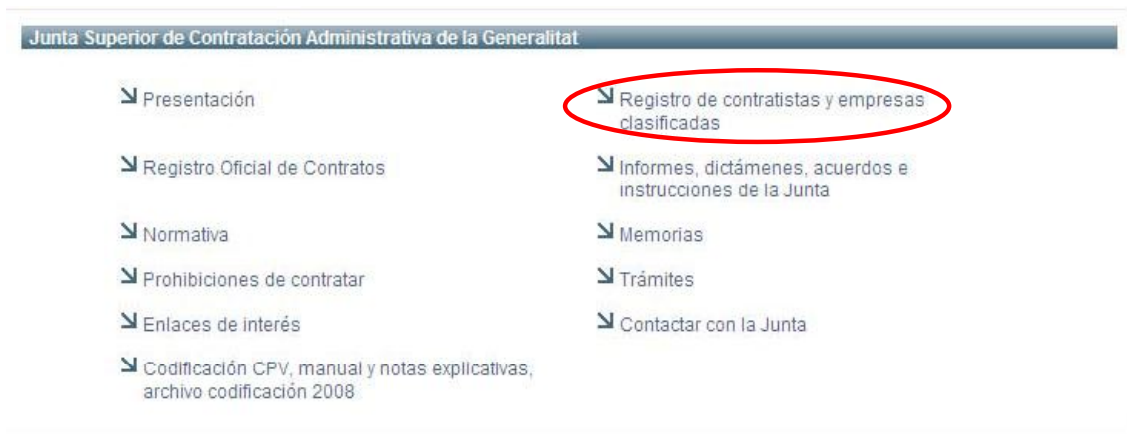 Junta Superior de Contratación Administrativa de la Generalitat
Presentación
Registro de contratistas y empresas
clasificadas
Registro Oficial de Contratos
Informes, dictámenes, acuerdos e
instrucciones de la Junta
Normativa
Memorias
Prohibiciones de contratar
Trámites
Enlaces de interés
Contactar con la Junta
Codificación CPV, manual y notas explicativas,
archivo codificación 2008